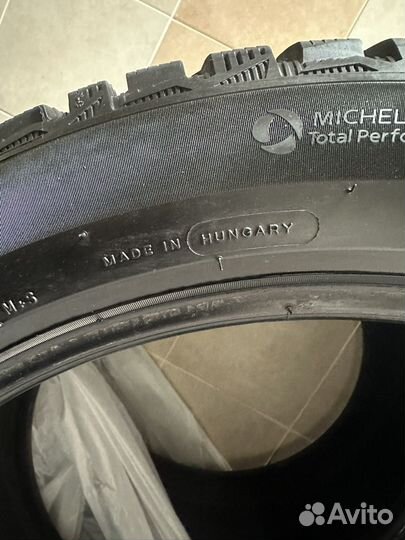 MICHEL
Total Perfo
MADE IN HUNGARY
M+S
Avito